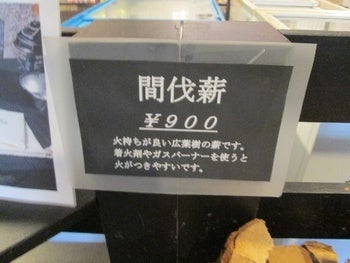 間伐薪
¥900
火持ちが良い広葉樹の薪です。
着火剤やガスバーナーを使うと
火がつきやすいです。